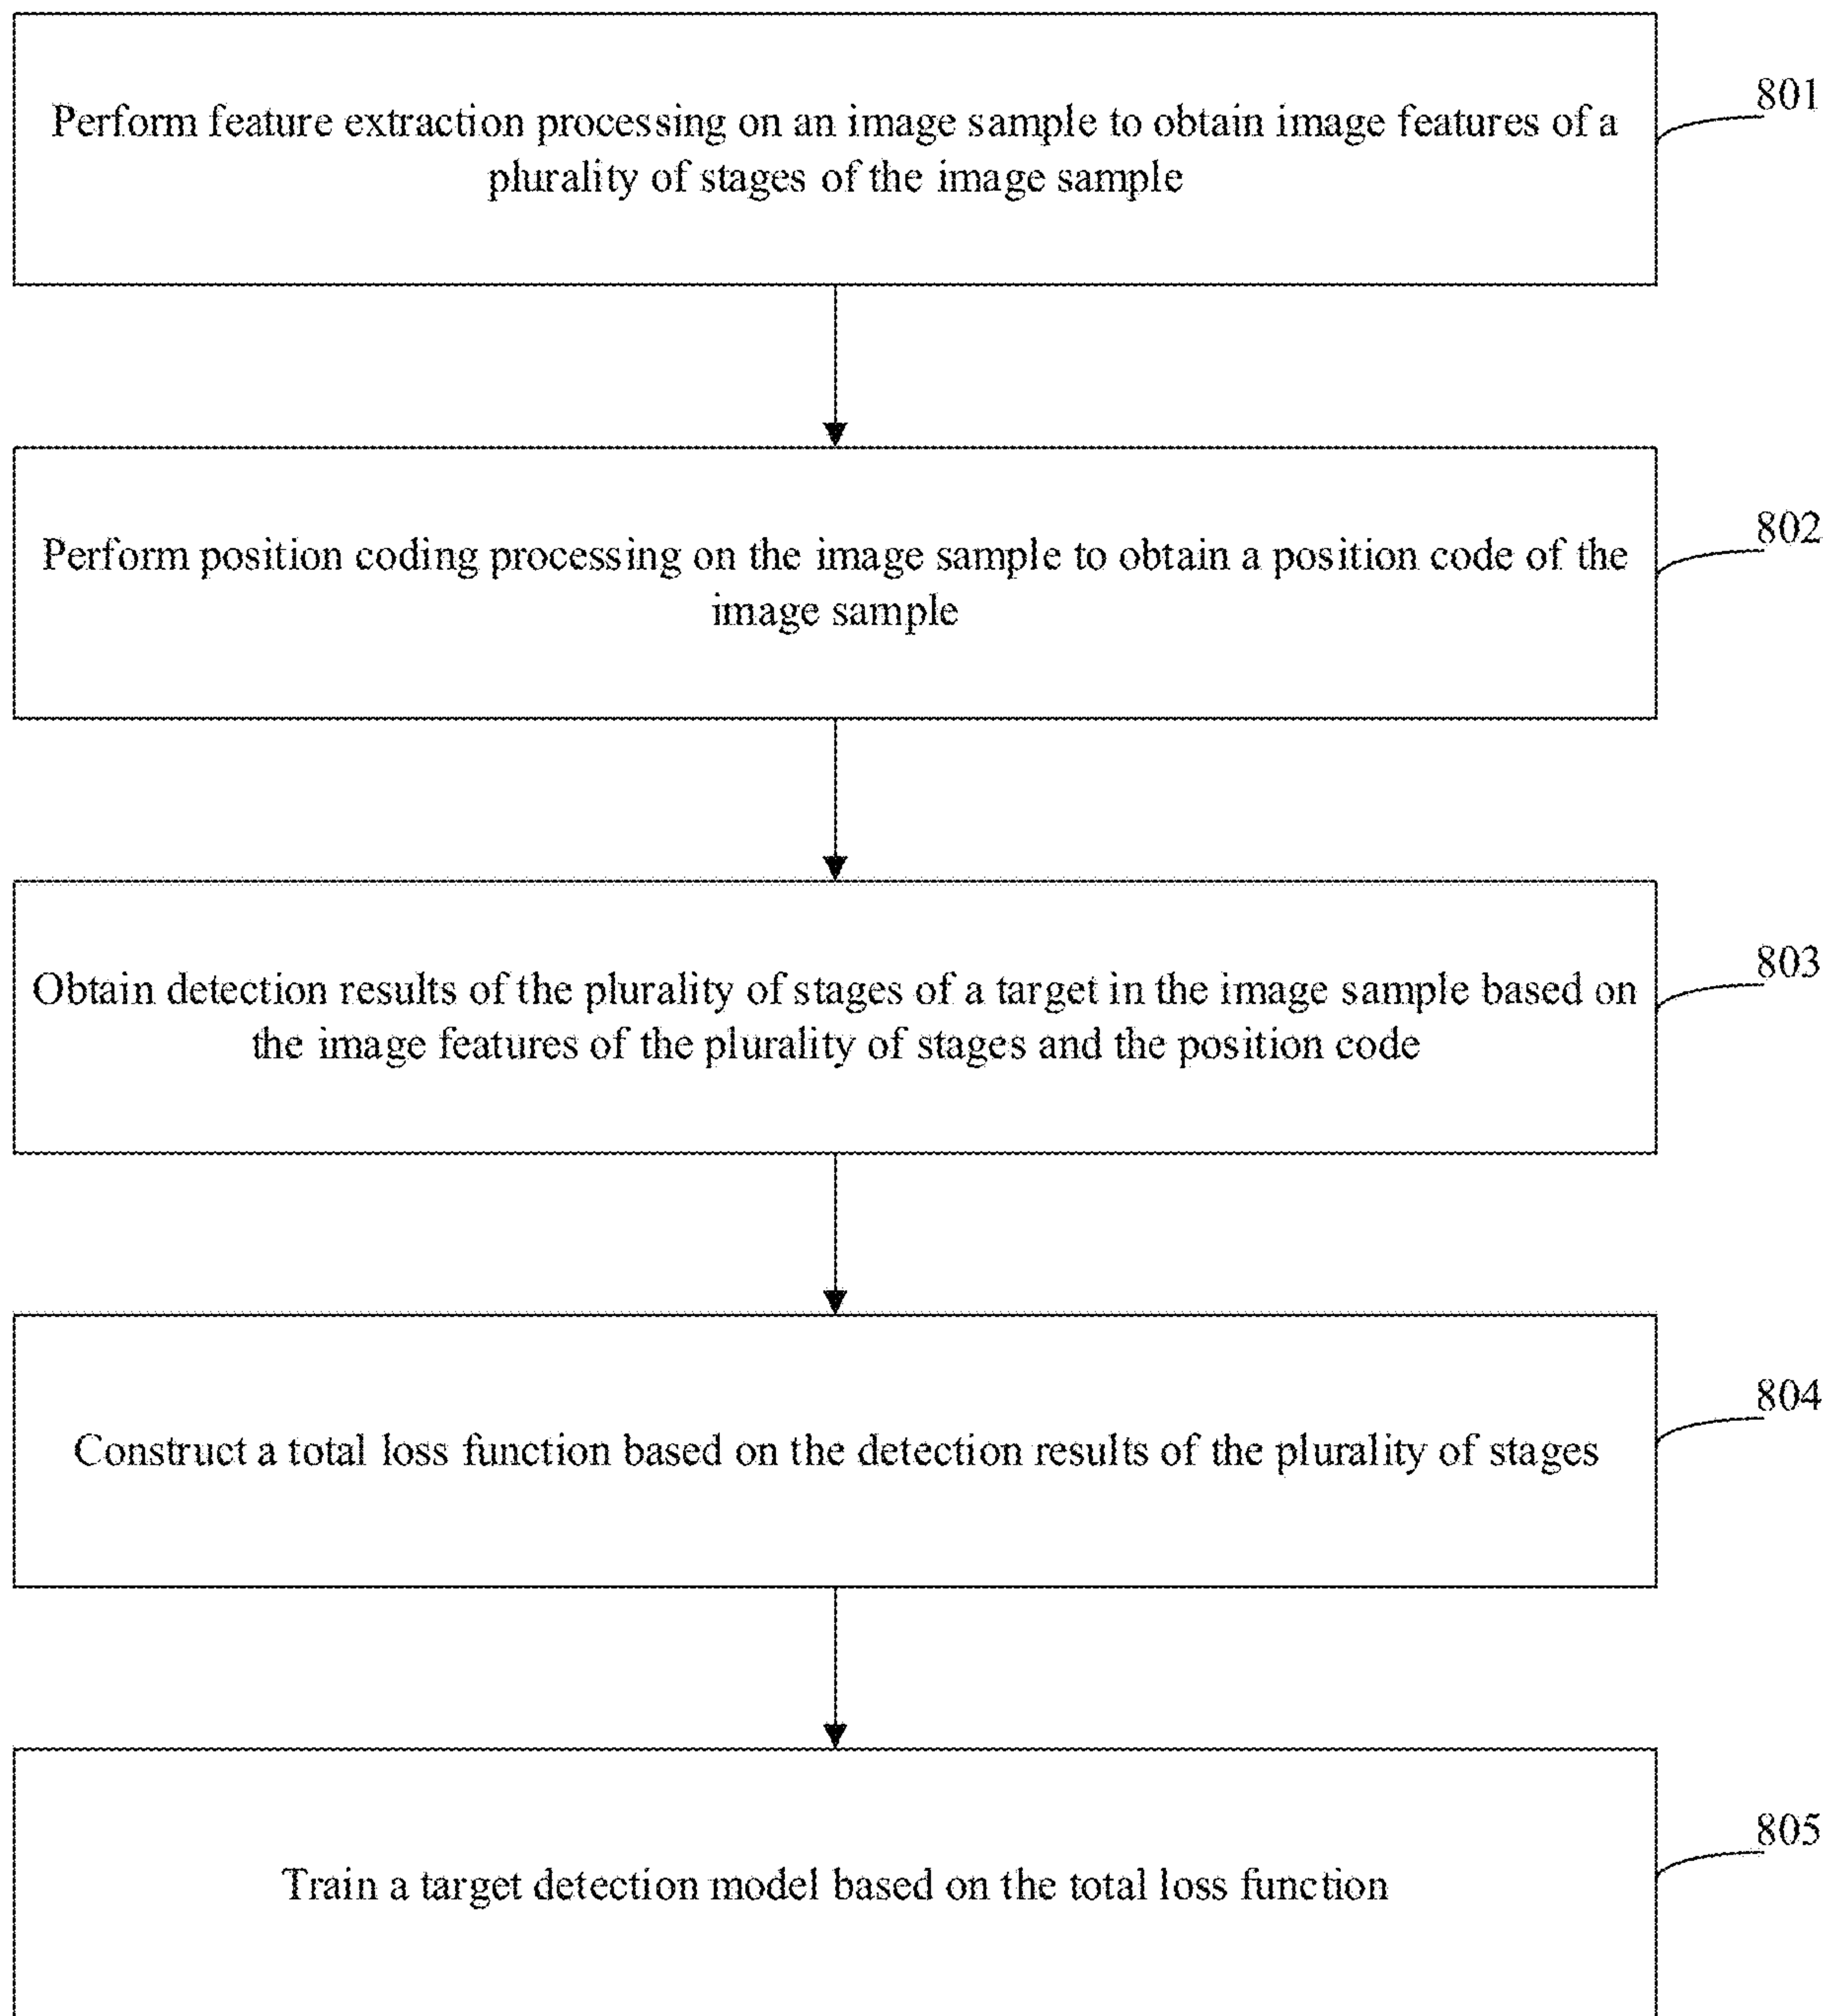 801
Perform feature extraction processing on an image sample to obtain image features of a
plurality of stages of the image sample
802
Perform position coding processing on the image sample to obtain a position code of the
image sample
803
Obtain detection results of the plurality of stages of a target in the image sample based on
the image features of the plurality of stages and the position code
804
Construct a total loss function based on the detection results of the plurality of stages
805
Train a target detection model based on the total loss function